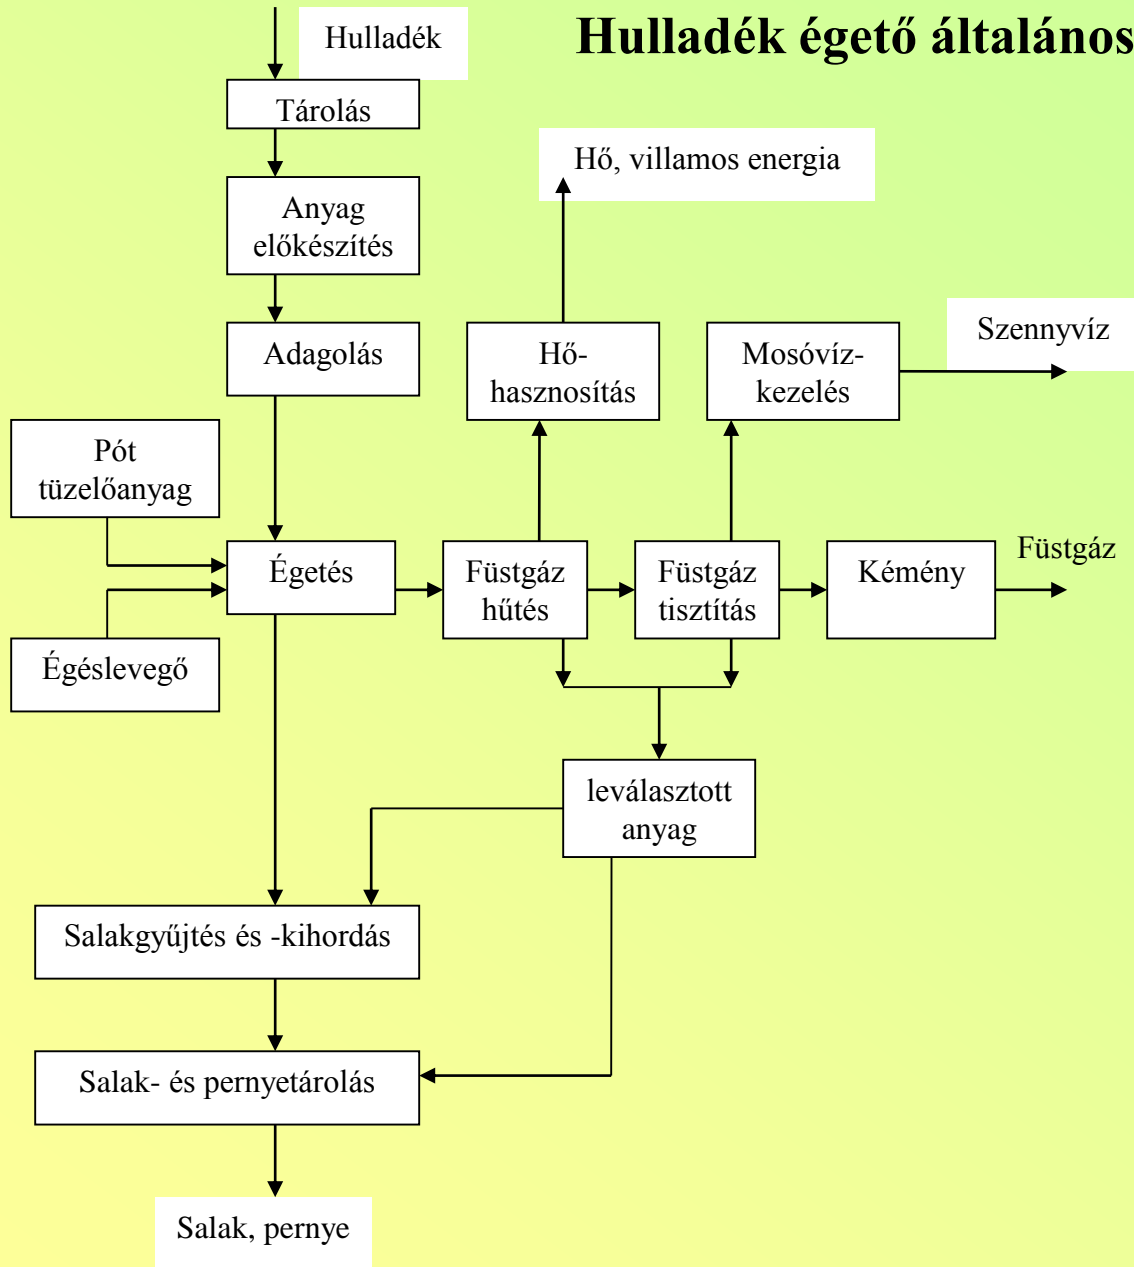 Hulladék égető általános
Hulladék
Tárolás
Hő, villamos energia
Anyag
előkészítés
Adagolás
Hő-
hasznosítás
Mosóvíz-
kezelés
Szennyvíz
Pót
tüzelőanyag
Égetés
Füstgáz
hűtés
Füstgáz
tisztítás
Kémény
Füstgáz
Égéslevegő
leválasztott
anyag
Salakgyűjtés és -kihordás
Salak- és pernyetárolás
Salak, pernye